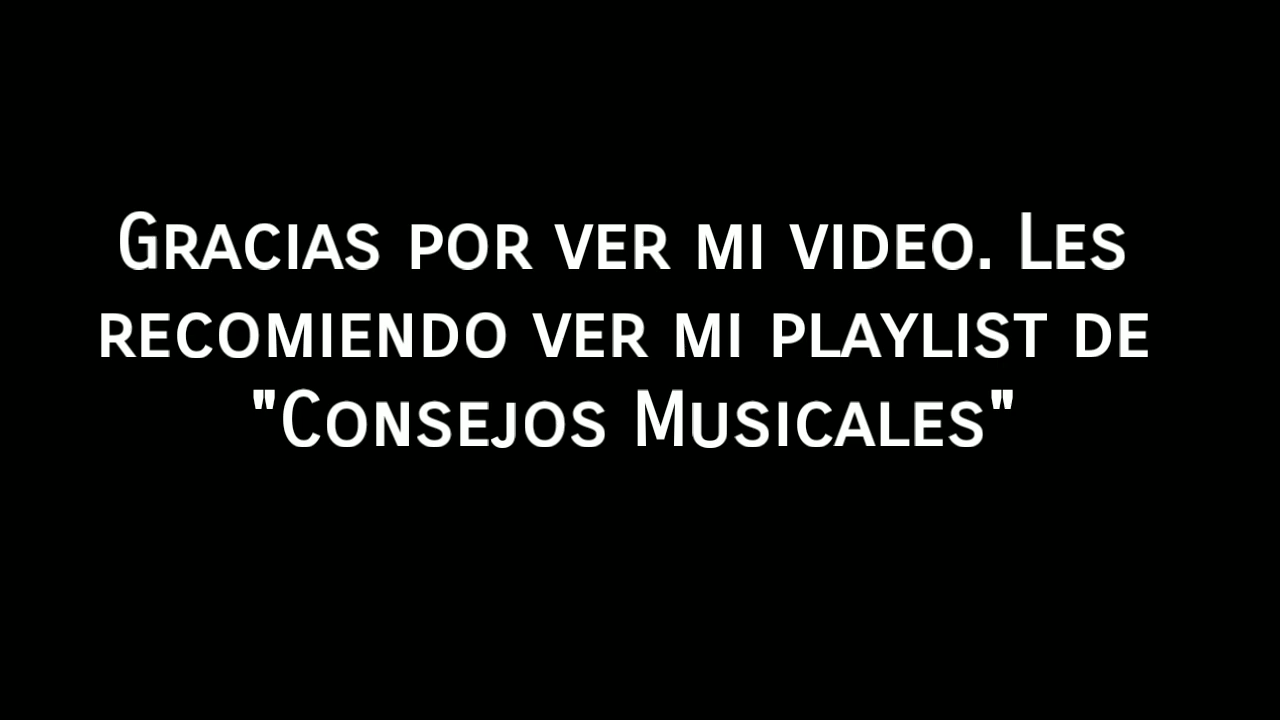 Gracias por ver mi video. Les
recomiendo ver mi playlist de
"Consejos Musicales"